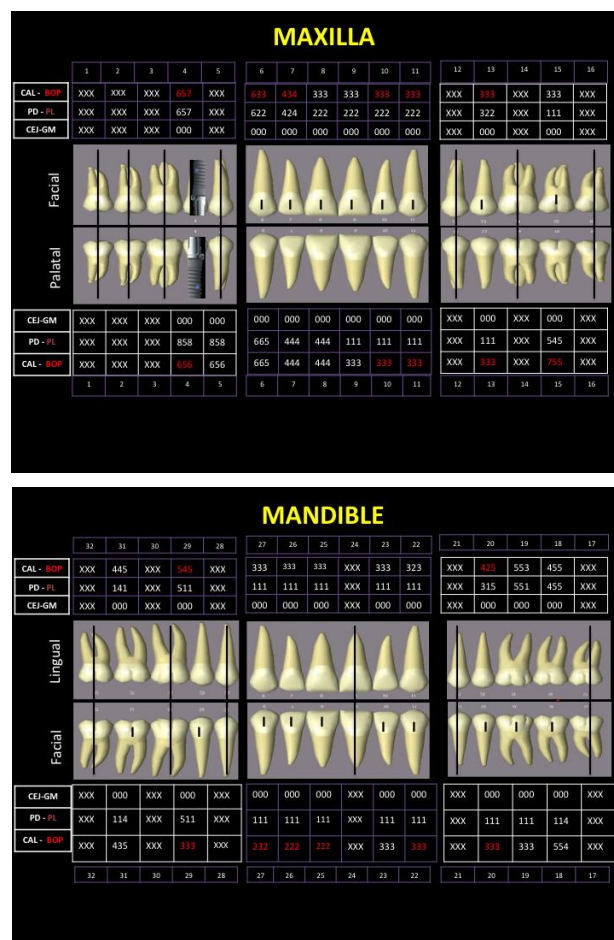 MAXILLA
1 2 3 4 5 6 7 8 9 10 11 12 13 14 15 16
CAL - BOP XXX XXX XXX 657 XXX 633 434 333 333 333 333 XXX 333 XXX 333 XXX
PD - PL XXX XXX XXX 657 XXX 622 424 222 222 222 222 XXX 322 XXX 111 XXX
CEJ-GM XXX XXX XXX 000 XXX 000 000 000 000 000 000 XXX 000 XXX 000 XXX
Facial
Palatal
CEJ-GM XXX XXX XXX 000 000 000 000 000 000 000 000 XXX 000 XXX 000 XXX
PD - PL XXX XXX XXX 858 858 665 444 444 111 111 111 XXX 111 XXX 545 XXX
CAL - BOP XXX XXX XXX 656 656 665 444 444 333 333 333 XXX 333 XXX 755 XXX
1 2 3 4 5 6 7 8 9 10 11 12 13 14 15 16
MANDIBLE
32 31 30 29 28 27 26 25 24 23 22 21 20 19 18 17
CAL - BOP XXX 445 XXX 545 XXX 333 333 333 XXX 333 323 XXX 425 553 455 XXX
PD - PL XXX 141 XXX 511 XXX 111 111 111 XXX 111 111 XXX 315 551 455 XXX
CEJ-GM XXX 000 XXX 000 XXX 000 000 000 XXX 000 000 XXX 000 000 000 XXX
Lingual
Facial
CEJ-GM XXX 000 XXX 000 XXX 000 000 000 XXX 000 000 XXX 000 000 000 XXX
PD - PL XXX 114 XXX 511 XXX 111 111 111 XXX 111 111 XXX 111 111 114 XXX
CAL - BOP XXX 435 XXX 333 XXX 232 222 222 XXX 333 333 XXX 333 333 554 XXX
32 31 30 29 28 27 26 25 24 23 22 21 20 19 18 17